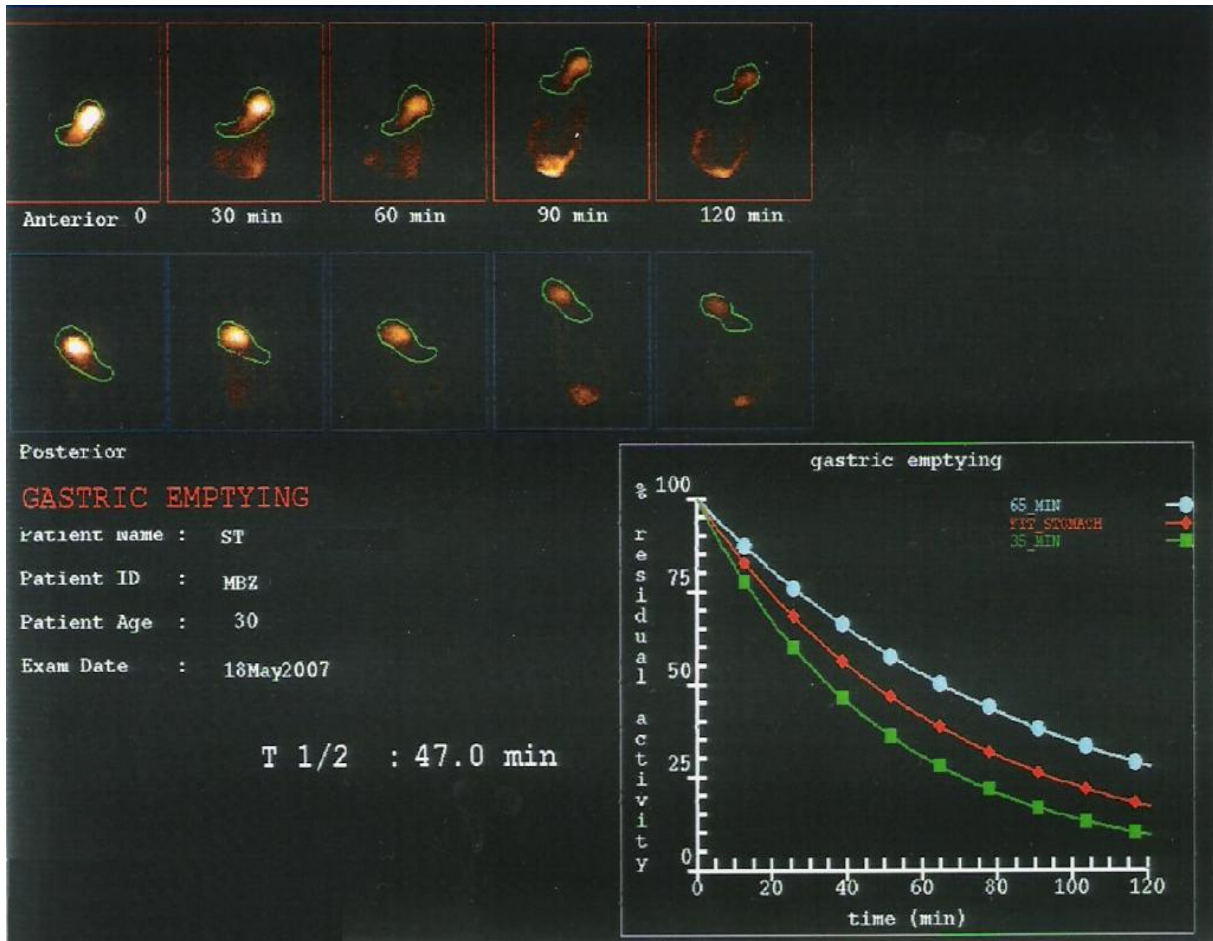 Anterior 0 30 min 60 min 90 min 120 min
Posterior
GASTRIC EMPTYING
Patient Name : ST
Patient ID : MBZ
Patient Age : 30
Exam Date : 18May2007
T 1/2 : 47.0 min
gastric emptying
65_MIN
FIT_STOMACH
35_MIN
% residual activity
100
75
50
25
0
0 20 40 60 80 100 120
time (min)